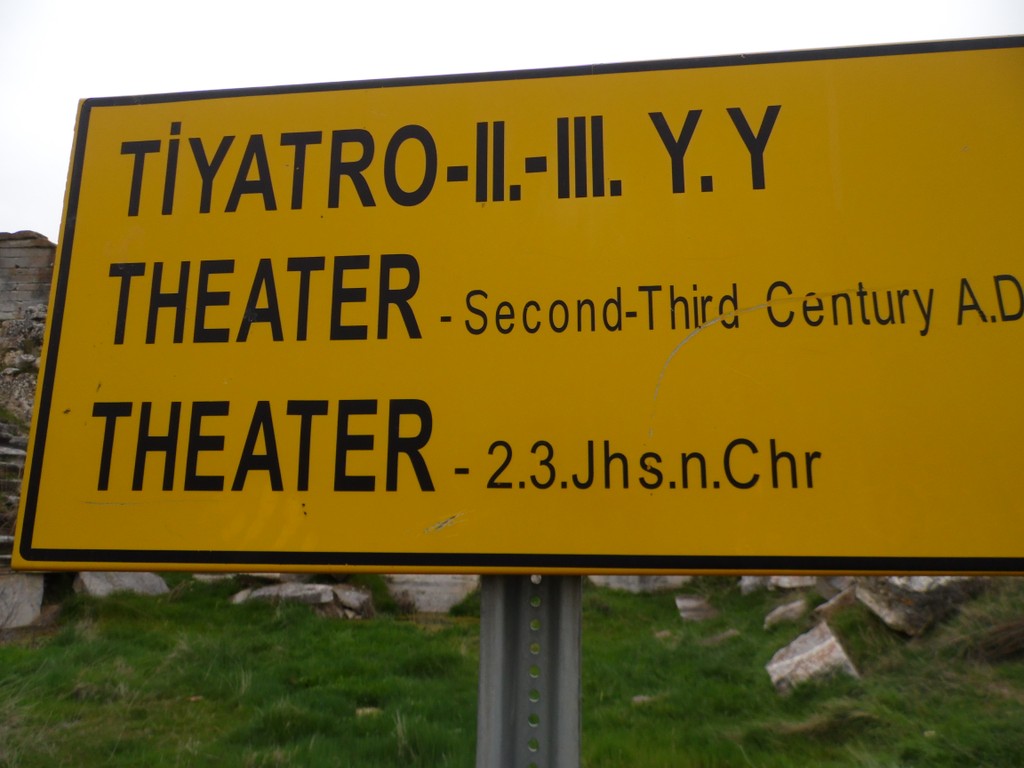 TİYATRO-II.-III. Y.Y
THEATER - Second-Third Century A.D
THEATER - 2.3.Jhs.n.Chr